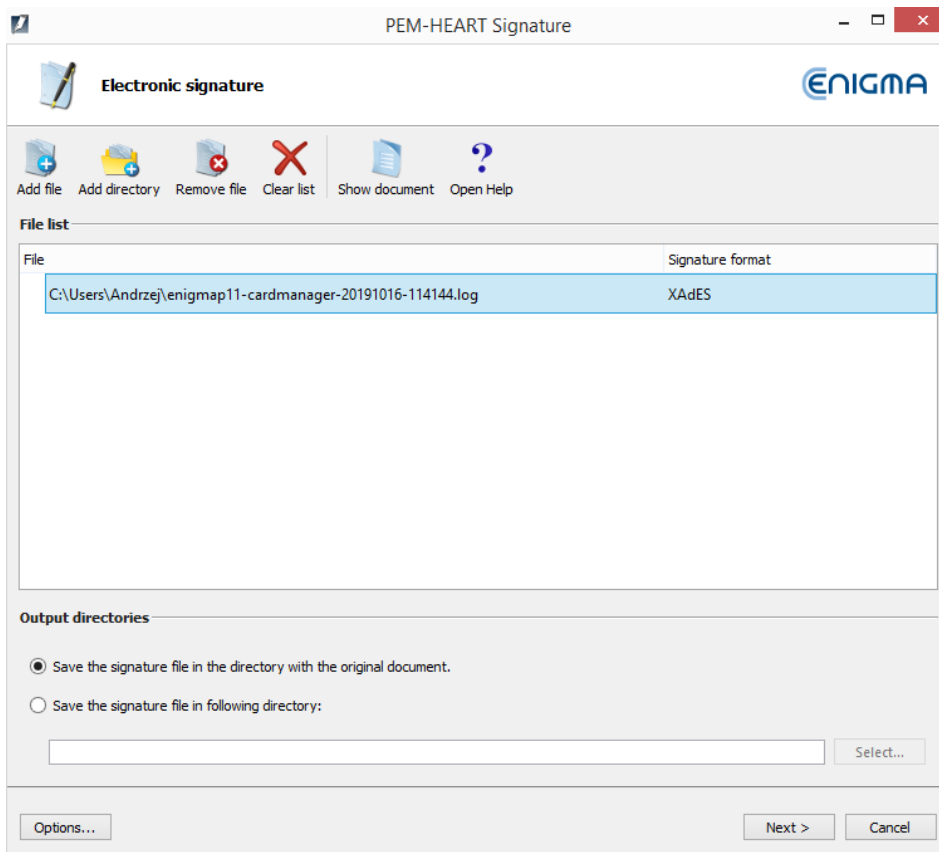 PEM-HEART Signature
Electronic signature
ENIGMA
Add file Add directory Remove file Clear list Show document Open Help
File list
File Signature format
C:\Users\Andrzej\enigmap11-cardmanager-20191016-114144.log XAdES
Output directories
Save the signature file in the directory with the original document.
Save the signature file in following directory:
Select...
Options... Next > Cancel